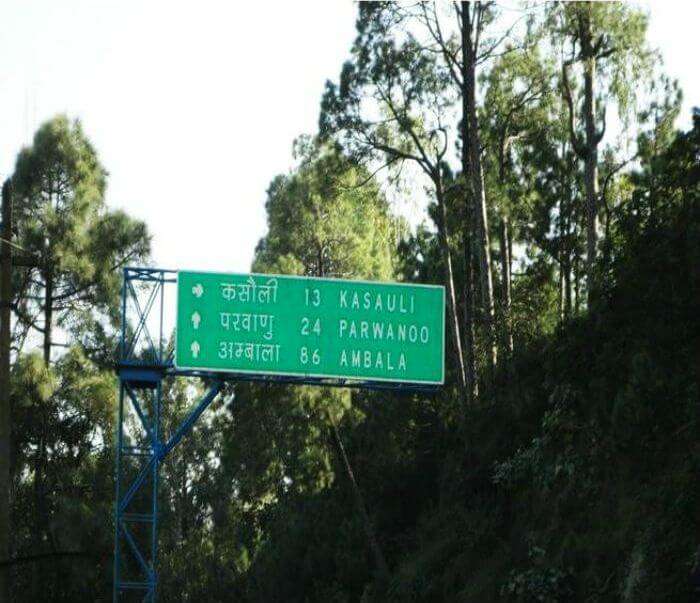 → कसौली 13 KASAULI
↑ परवाणु 24 PARWANOO
↑ अम्बाला 86 AMBALA